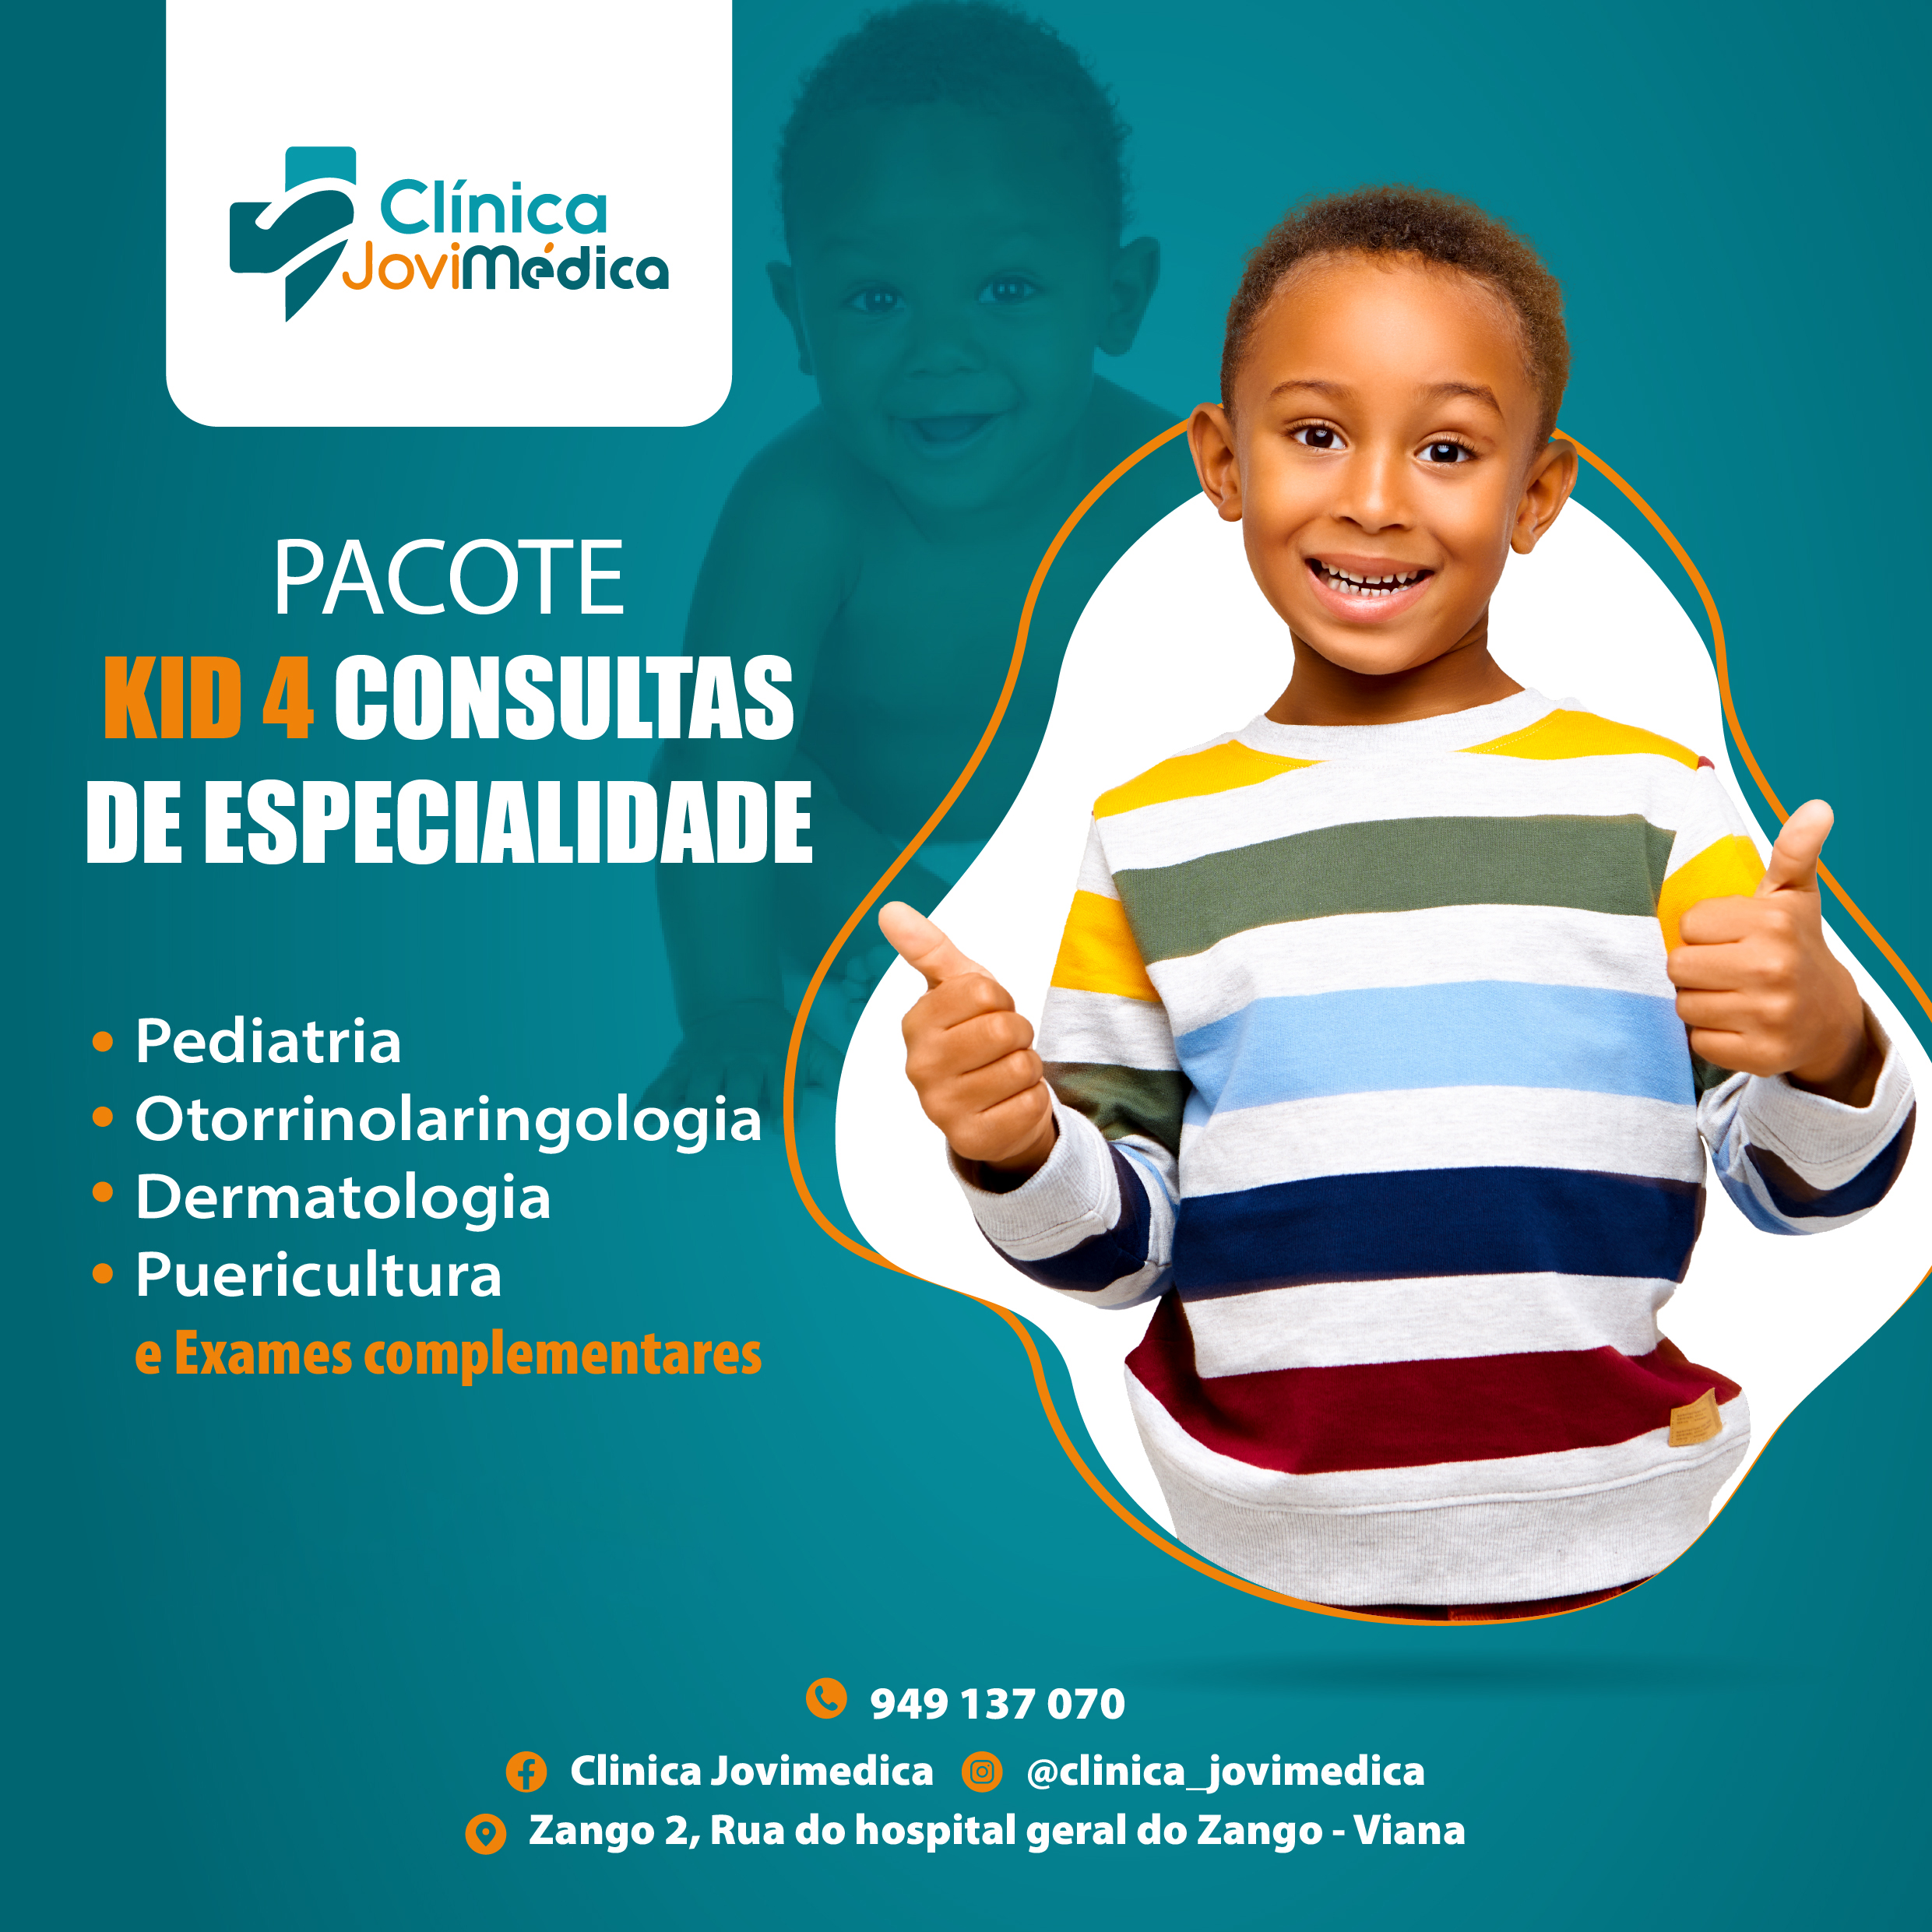 Clínica
JoviMédica
PACOTE
KID 4 CONSULTAS
DE ESPECIALIDADE
• Pediatria
• Otorrinolaringologia
• Dermatologia
• Puericultura
e Exames complementares
949 137 070
Clinica Jovimedica @clinica_jovimedica
Zango 2, Rua do hospital geral do Zango - Viana